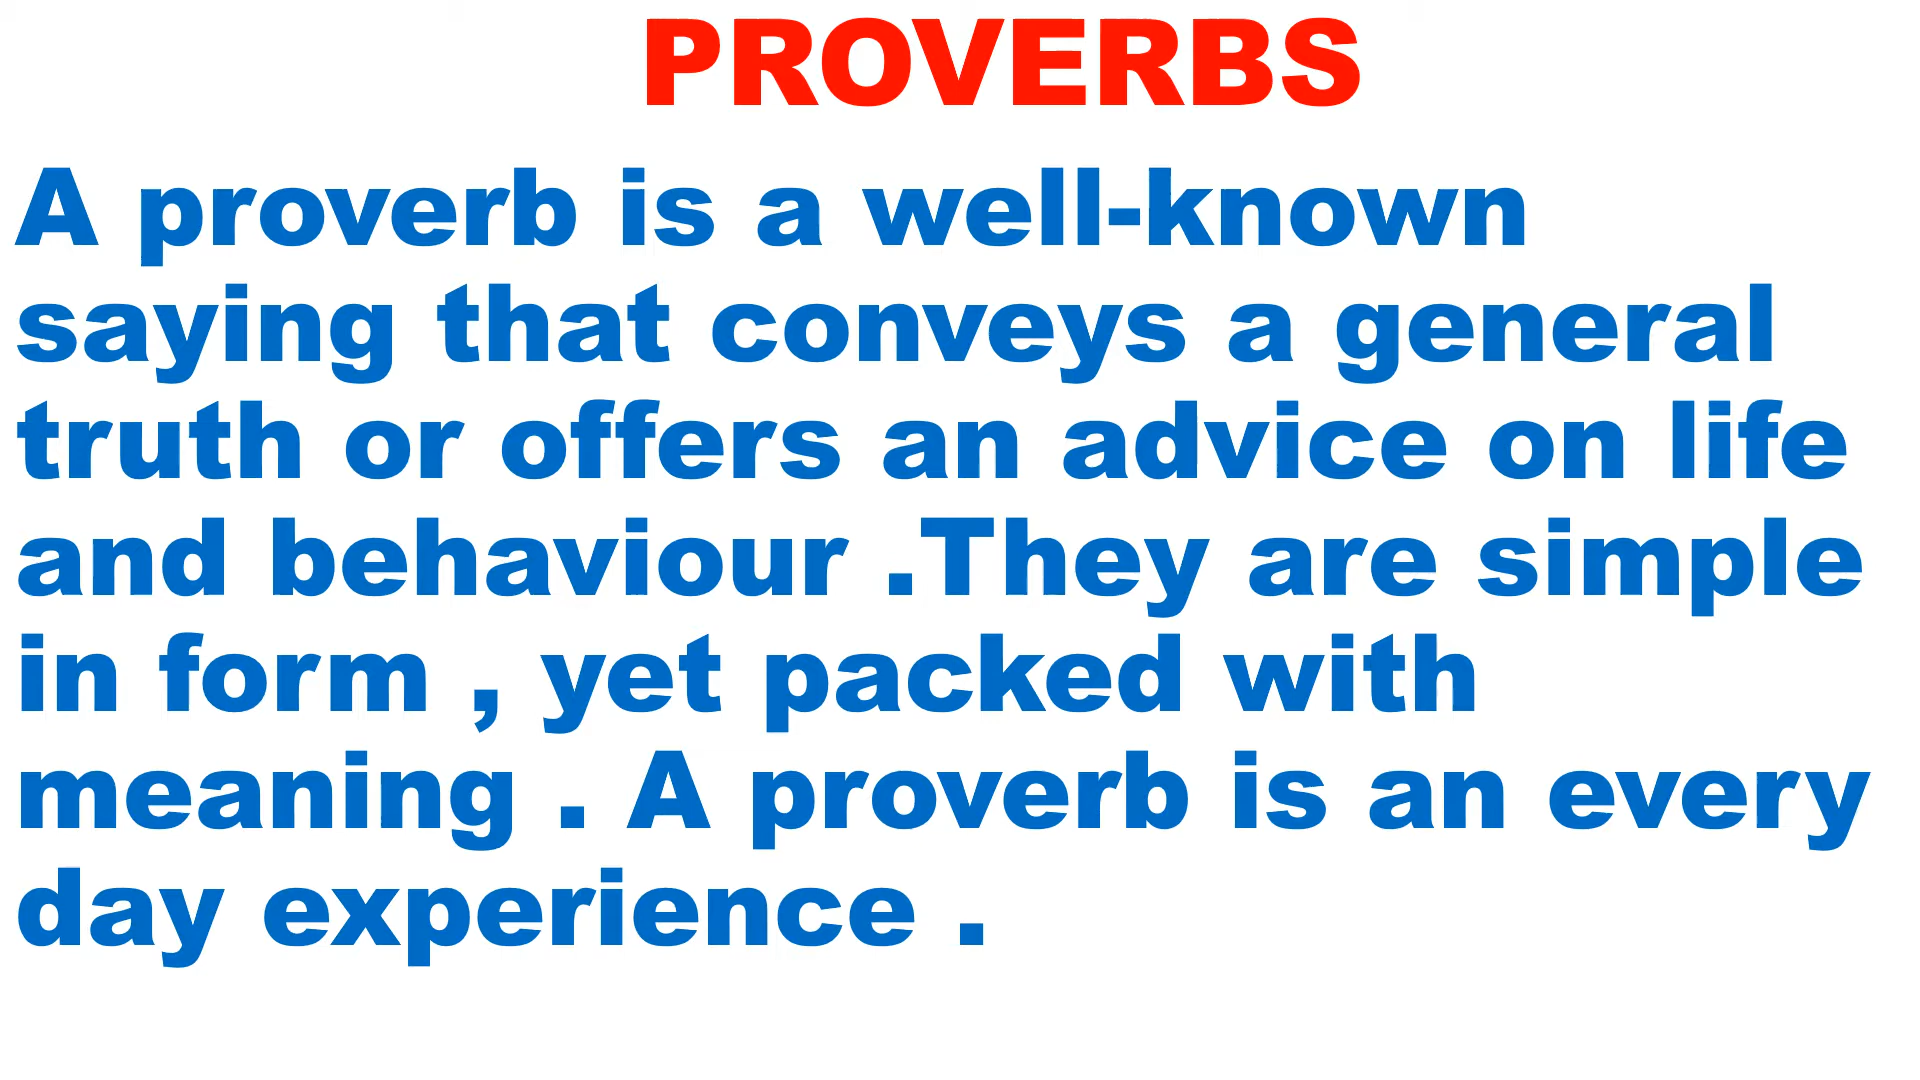 PROVERBS
A proverb is a well-known
saying that conveys a general
truth or offers an advice on life
and behaviour .They are simple
in form , yet packed with
meaning . A proverb is an every
day experience .